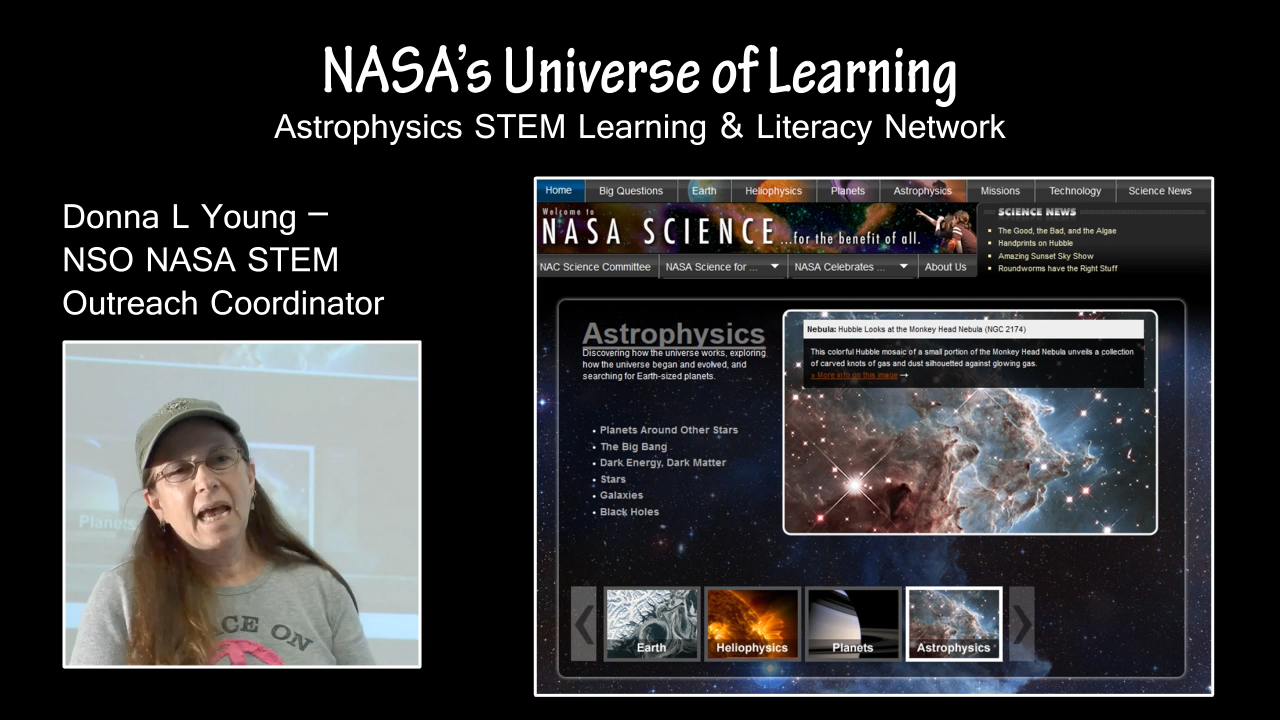 NASA's Universe of Learning
Astrophysics STEM Learning & Literacy Network
Donna L Young –
NSO NASA STEM
Outreach Coordinator
Planets
CE ON
Home Big Questions Earth Heliophysics Planets Astrophysics Missions Technology Science News
Welcome to
NASA SCIENCE ...for the benefit of all.
SCIENCE NEWS
The Good, the Bad, and the Algae
Handprints on Hubble
Amazing Sunset Sky Show
Roundworms have the Right Stuff
NAC Science Committee NASA Science for ... NASA Celebrates ... About Us
Astrophysics
Discovering how the universe works, exploring
how the universe began and evolved, and
searching for Earth-sized planets.
• Planets Around Other Stars
• The Big Bang
• Dark Energy, Dark Matter
• Stars
• Galaxies
• Black Holes
Nebula: Hubble Looks at the Monkey Head Nebula (NGC 2174)
This colorful Hubble mosaic of a small portion of the Monkey Head Nebula unveils a collection
of carved knots of gas and dust silhouetted against glowing gas.
» More info on this image →
Earth Heliophysics Planets Astrophysics